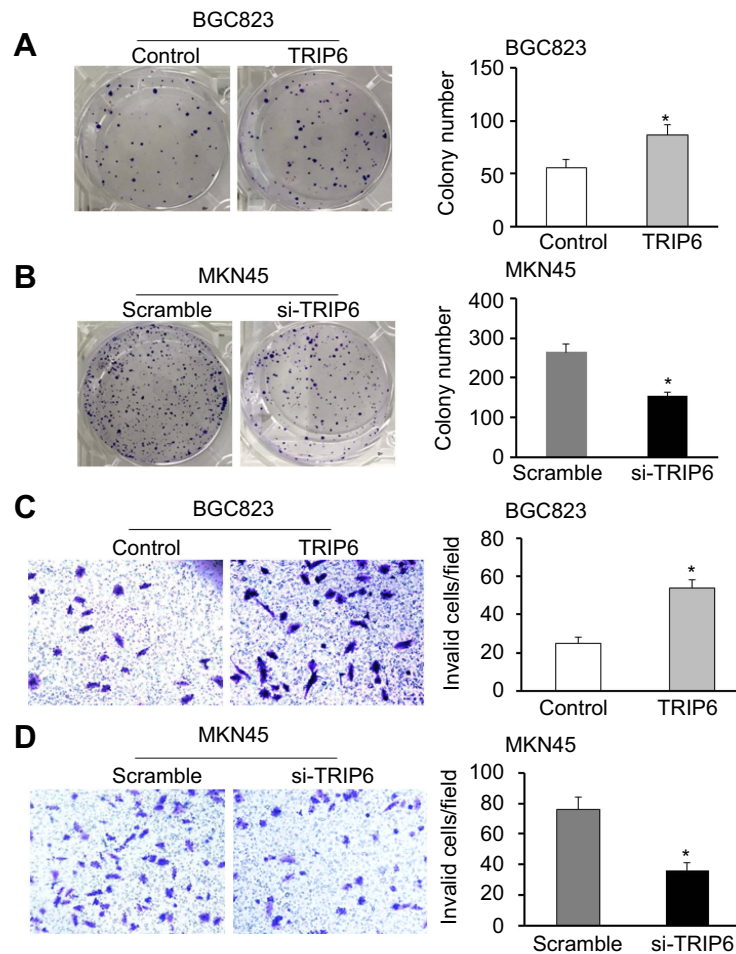 A
BGC823
Control TRIP6
BGC823
Colony number
150
100
50
0
*
Control TRIP6
B
MKN45
Scramble si-TRIP6
MKN45
Colony number
400
300
200
100
0
*
Scramble si-TRIP6
C
BGC823
Control TRIP6
BGC823
Invalid cells/field
80
60
40
20
0
*
Control TRIP6
D
MKN45
Scramble si-TRIP6
MKN45
Invalid cells/field
100
80
60
40
20
0
*
Scramble si-TRIP6